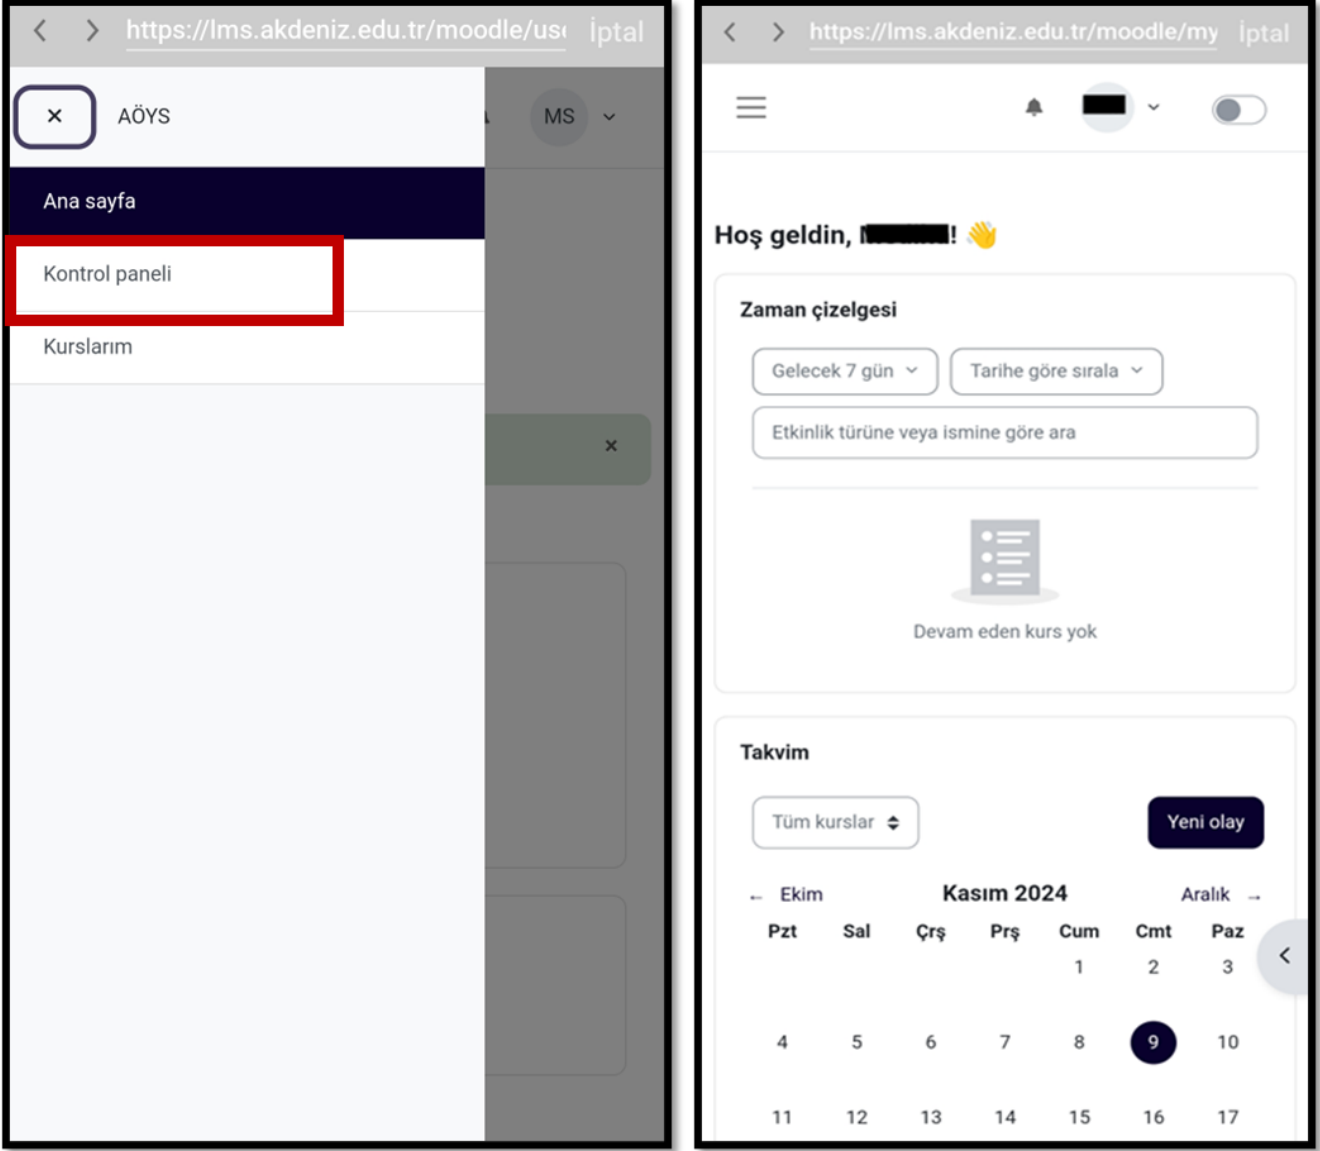 https://lms.akdeniz.edu.tr/moodle/use
İptal
AÖYS
MS
Ana sayfa
Kontrol paneli
Kurslarım
https://lms.akdeniz.edu.tr/moodle/my
İptal
Hoş geldin, ! 👋
Zaman çizelgesi
Gelecek 7 gün Tarihe göre sırala
Etkinlik türüne veya ismine göre ara
Devam eden kurs yok
Takvim
Tüm kurslar Yeni olay
← Ekim Kasım 2024 Aralık →
Pzt Sal Çrş Prş Cum Cmt Paz
1 2 3
4 5 6 7 8 9 10
11 12 13 14 15 16 17